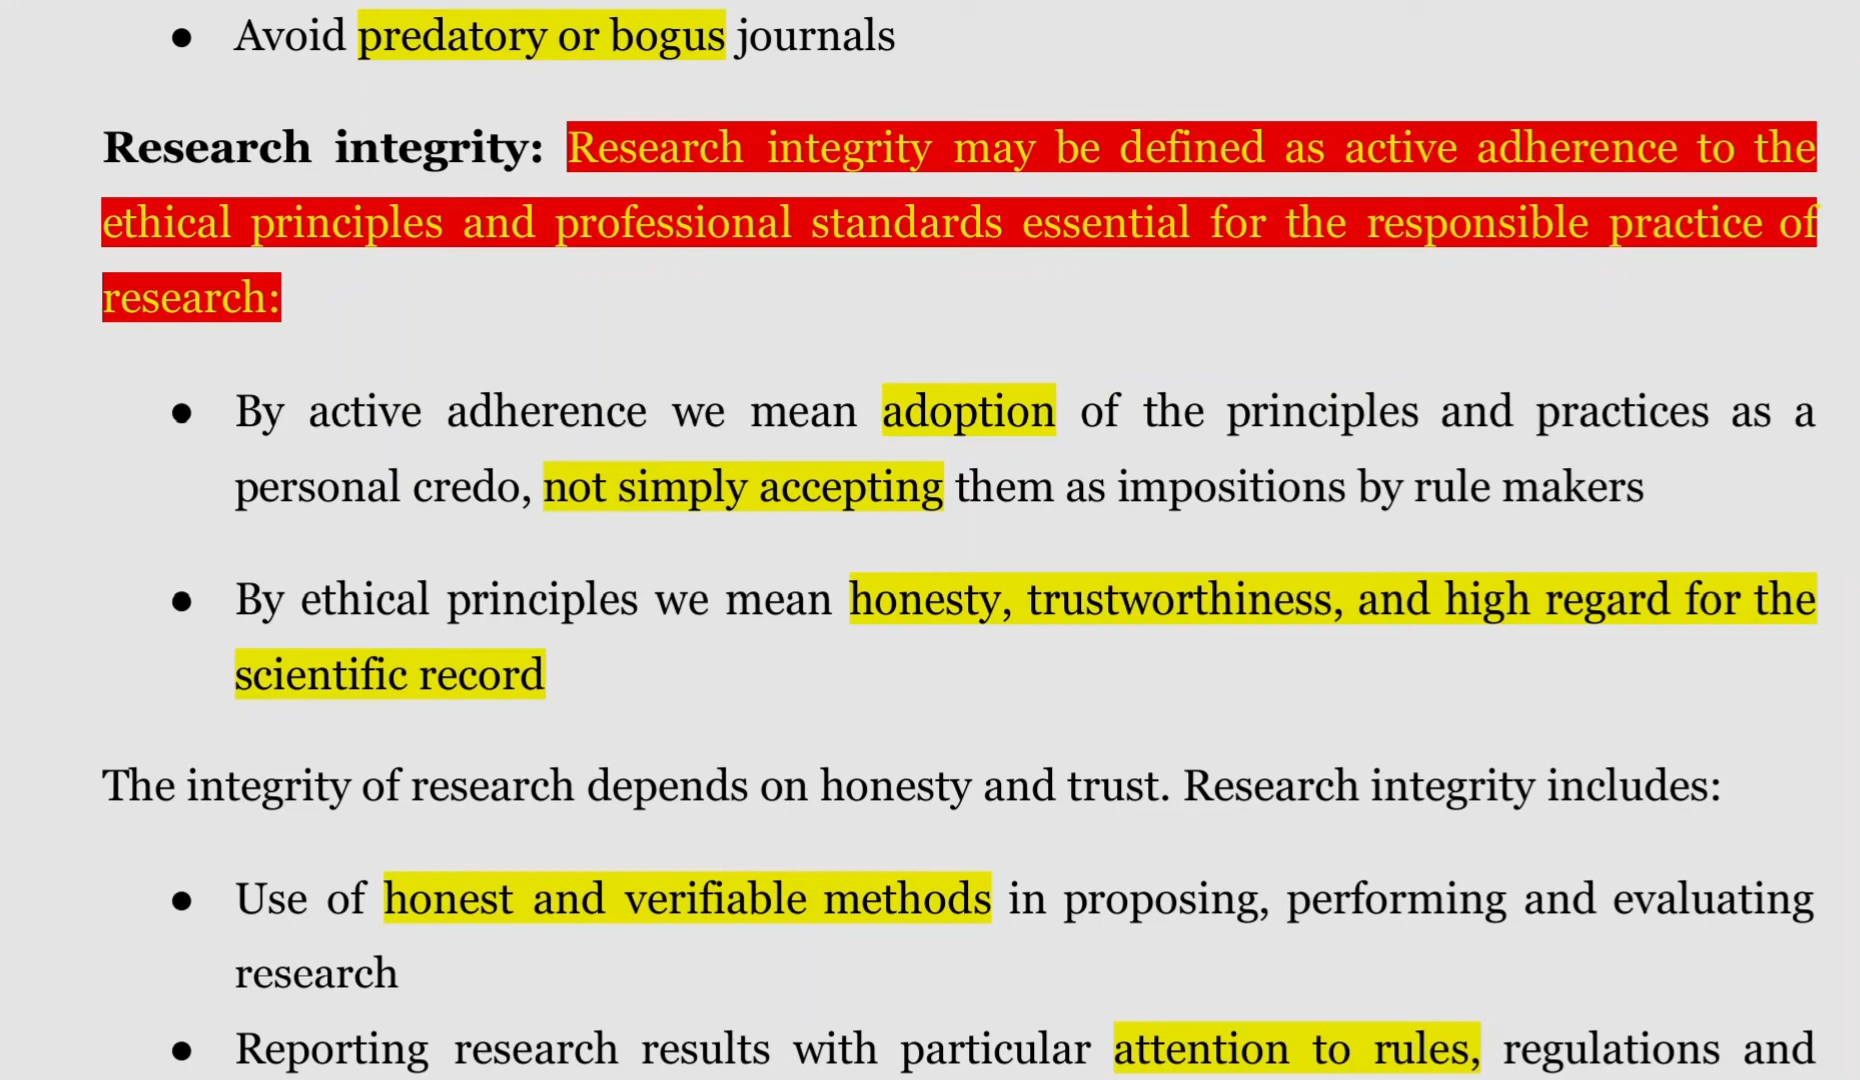 ● Avoid predatory or bogus journals
Research integrity: Research integrity may be defined as active adherence to the
ethical principles and professional standards essential for the responsible practice of
research:
● By active adherence we mean adoption of the principles and practices as a
personal credo, not simply accepting them as impositions by rule makers
● By ethical principles we mean honesty, trustworthiness, and high regard for the
scientific record
The integrity of research depends on honesty and trust. Research integrity includes:
● Use of honest and verifiable methods in proposing, performing and evaluating
research
● Reporting research results with particular attention to rules, regulations and